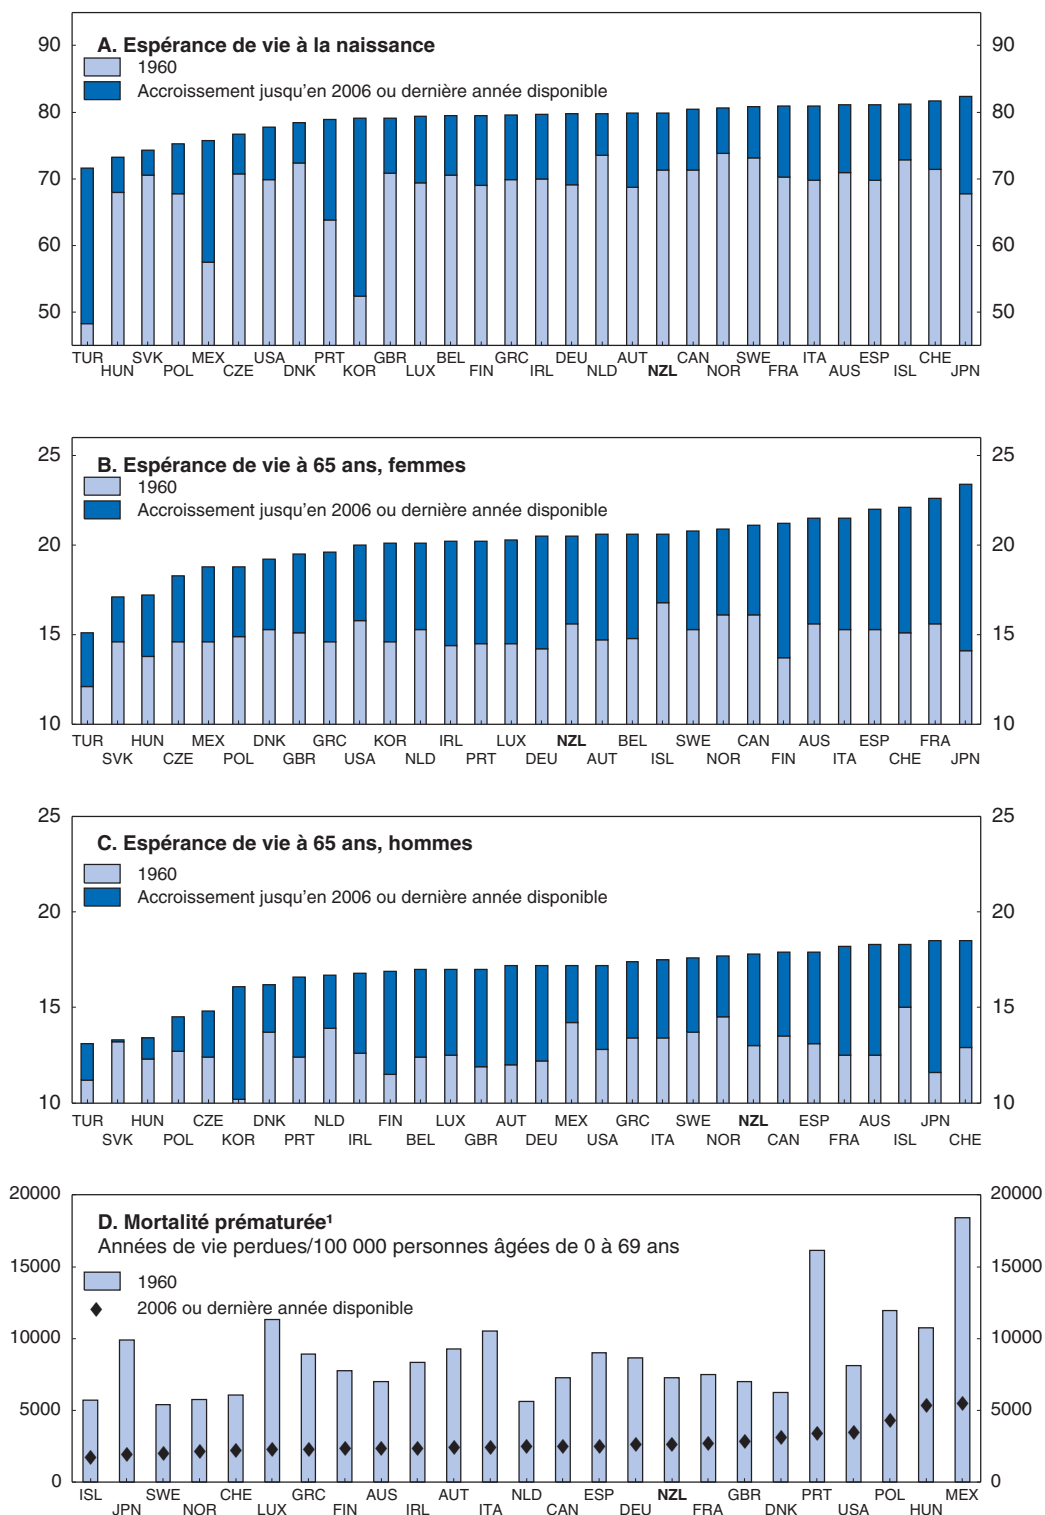 A. Espérance de vie à la naissance
1960
Accroissement jusqu'en 2006 ou dernière année disponible
90 90
80 80
70 70
60 60
50 50
TUR SVK MEX USA PRT GBR BEL GRC DEU AUT CAN SWE ITA ESP CHE
HUN POL CZE DNK KOR LUX FIN IRL NLD NZL NOR FRA AUS ISL JPN
B. Espérance de vie à 65 ans, femmes
1960
Accroissement jusqu'en 2006 ou dernière année disponible
25 25
20 20
15 15
10 10
TUR HUN MEX DNK GRC KOR IRL LUX NZL BEL SWE CAN AUS ESP FRA
SVK CZE POL GBR USA NLD PRT DEU AUT ISL NOR FIN ITA CHE JPN
25 25
C. Espérance de vie à 65 ans, hommes
1960
Accroissement jusqu'en 2006 ou dernière année disponible
20 20
15 15
10 10
TUR HUN CZE DNK NLD FIN LUX AUT MEX GRC SWE NZL ESP AUS JPN
SVK POL KOR PRT IRL BEL GBR DEU USA ITA NOR CAN FRA ISL CHE
20000 20000
D. Mortalité prématurée¹
Années de vie perdues/100 000 personnes âgées de 0 à 69 ans
1960
2006 ou dernière année disponible
15000 15000
10000 10000
5000 5000
0 0
ISL SWE CHE GRC AUS AUT NLD ESP NZL GBR PRT POL MEX
JPN NOR LUX FIN IRL ITA CAN DEU FRA DNK USA HUN